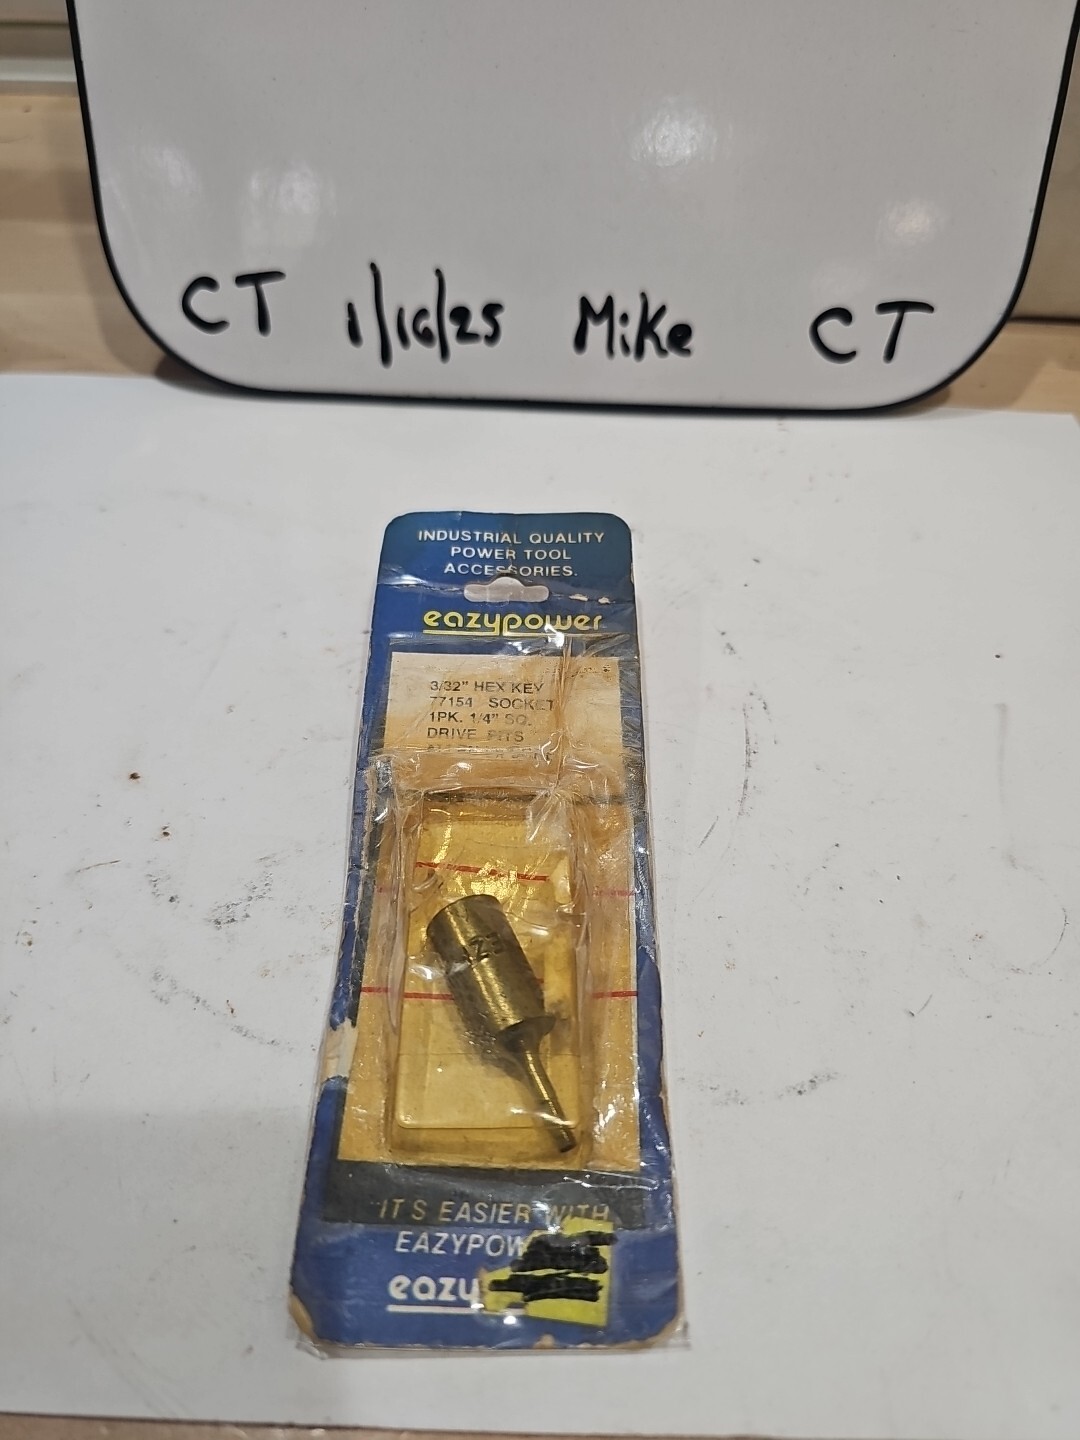 CT 1/16/25 Mike CT
INDUSTRIAL QUALITY
POWER TOOL
ACCESSORIES.
eazypower
3/32" HEX KEY
77154 SOCKET
1PK. 1/4" SQ.
DRIVE FITS
IT'S EASIER WITH
EAZYPOW
eazy